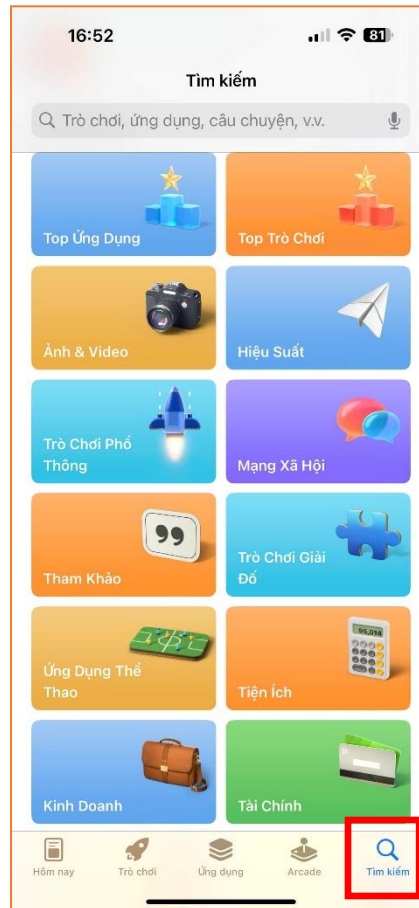 16:52
81
Tìm kiếm
Trò chơi, ứng dụng, câu chuyện, v.v.
Top Ứng Dụng
Top Trò Chơi
Ảnh & Video
Hiệu Suất
Trò Chơi Phổ
Thông
Mạng Xã Hội
Tham Khảo
Trò Chơi Giải
Đố
Ứng Dụng Thể
Thao
95,014
Tiện Ích
Kinh Doanh
Tài Chính
Hôm nay
Trò chơi
Ứng dụng
Arcade
Tìm kiếm